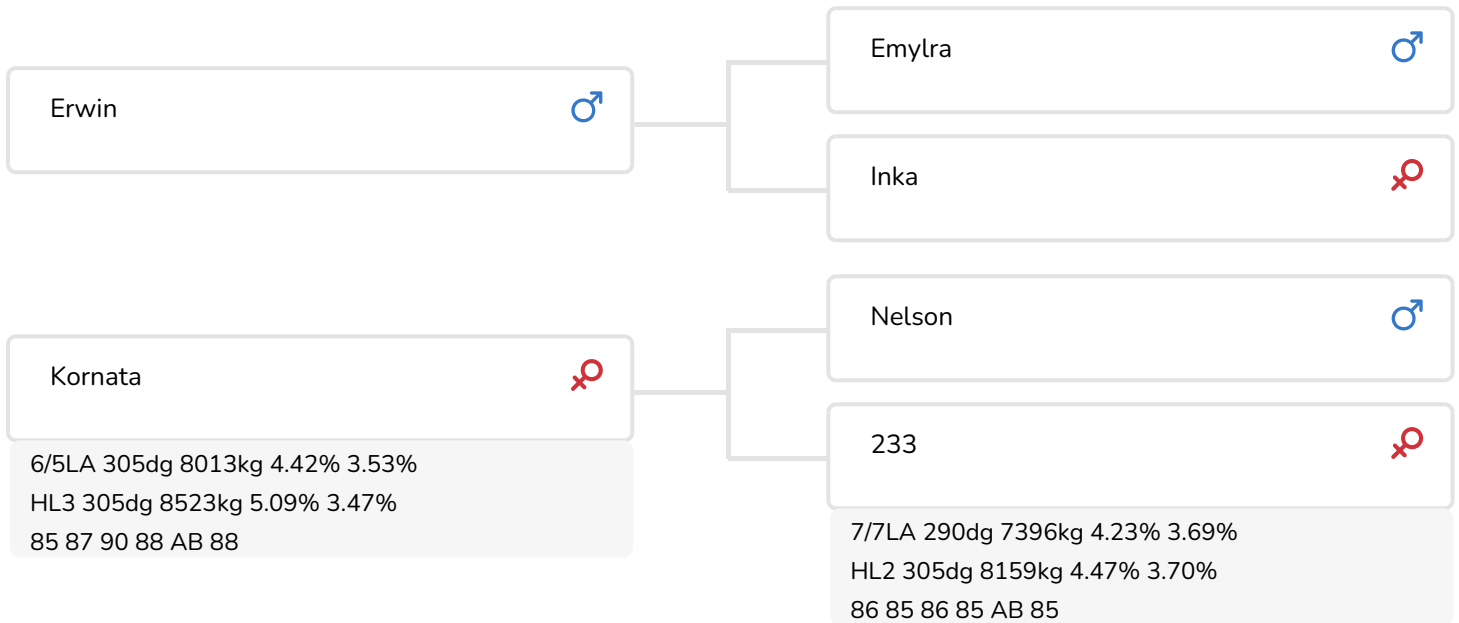 Emylra
Erwin
Inka
Nelson
Kornata
233
6/5LA 305dg 8013kg 4.42% 3.53%
HL3 305dg 8523kg 5.09% 3.47%
85 87 90 88 AB 88
7/7LA 290dg 7396kg 4.23% 3.69%
HL2 305dg 8159kg 4.47% 3.70%
86 85 86 85 AB 85